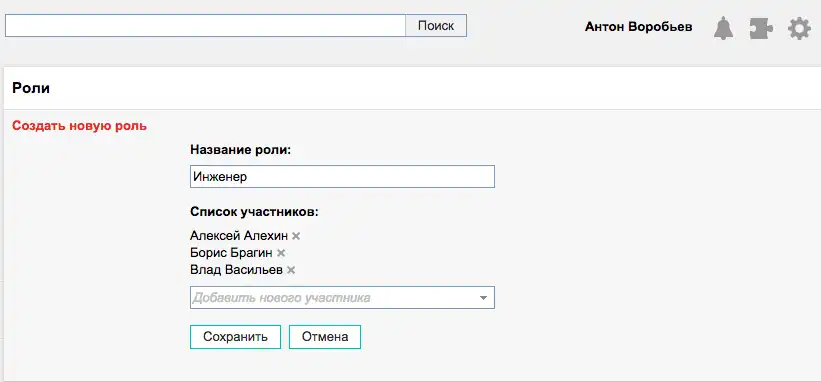 Поиск
Антон Воробьев
Роли
Создать новую роль
Название роли:
Инженер
Список участников:
Алексей Алехин
Борис Брагин
Влад Васильев
Добавить нового участника
Сохранить
Отмена